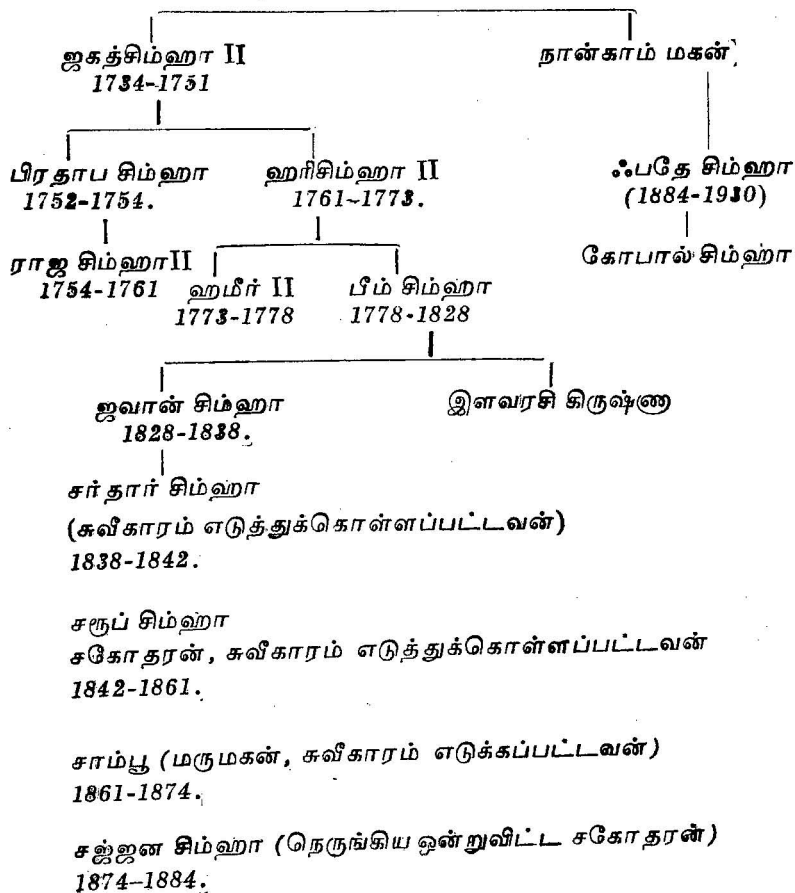 ஜகத்சிம்ஹா II நான்காம் மகன்
1734-1751
பிரதாப சிம்ஹா ஹரிசிம்ஹா II ஃபதே சிம்ஹா
1752-1754. 1761-1773. (1884-1930)
ராஜ சிம்ஹா II ஹமீர் II பீம் சிம்ஹா கோபால் சிம்ஹா
1754-1761 1773-1778 1778-1828
ஜவான் சிம்ஹா இளவரசி கிருஷ்ணா
1828-1838.
சர்தார் சிம்ஹா
(சுவீகாரம் எடுத்துக்கொள்ளப்பட்டவன்)
1838-1842.
சரூப் சிம்ஹா
சகோதரன், சுவீகாரம் எடுத்துக்கொள்ளப்பட்டவன்
1842-1861.
சாம்பூ (மருமகன், சுவீகாரம் எடுக்கப்பட்டவன்)
1861-1874.
சஜ்ஜன சிம்ஹா (நெருங்கிய ஒன்றுவிட்ட சகோதரன்)
1874-1884.